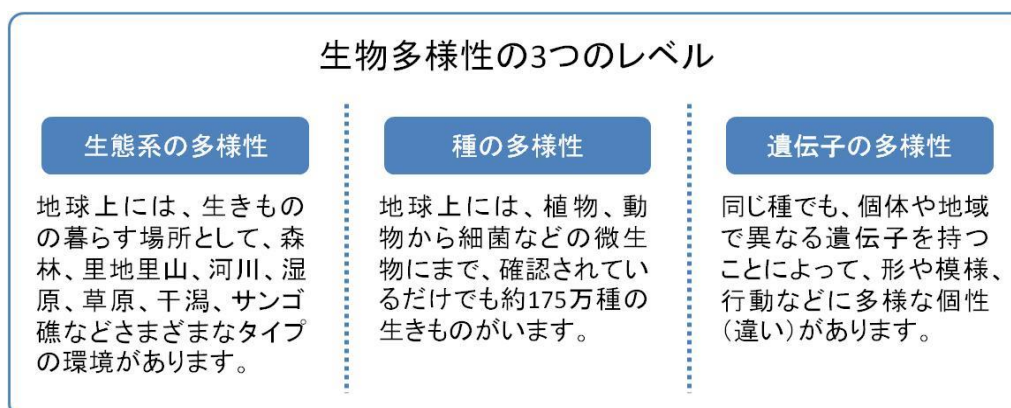 生物多様性の3つのレベル
生態系の多様性
地球上には、生きもの
の暮らす場所として、森
林、里地里山、河川、湿
原、草原、干潟、サンゴ
礁などさまざまなタイプ
の環境があります。
種の多様性
地球上には、植物、動
物から細菌などの微生
物にまで、確認されてい
るだけでも約175万種の
生きものがいます。
遺伝子の多様性
同じ種でも、個体や地域
で異なる遺伝子を持つ
ことによって、形や模様、
行動などに多様な個性
(違い)があります。